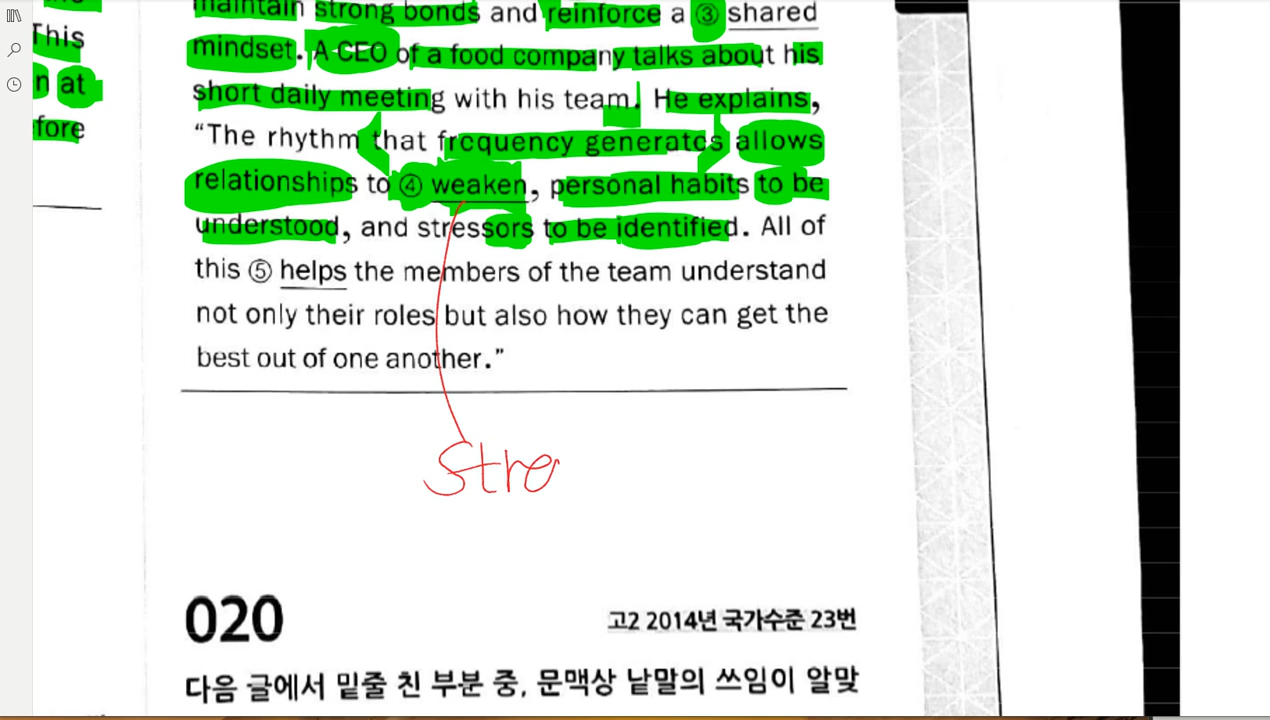 This
n at
fore
maintain strong bonds and reinforce a ③ shared
mindset. A CEO of a food company talks about his
short daily meeting with his team. He explains,
“The rhythm that frequency generates allows
relationships to ④ weaken, personal habits to be
understood, and stressors to be identified. All of
this ⑤ helps the members of the team understand
not only their roles but also how they can get the
best out of one another.”
Stre
020
고2 2014년 국가수준 23번
다음 글에서 밑줄 친 부분 중, 문맥상 낱말의 쓰임이 알맞